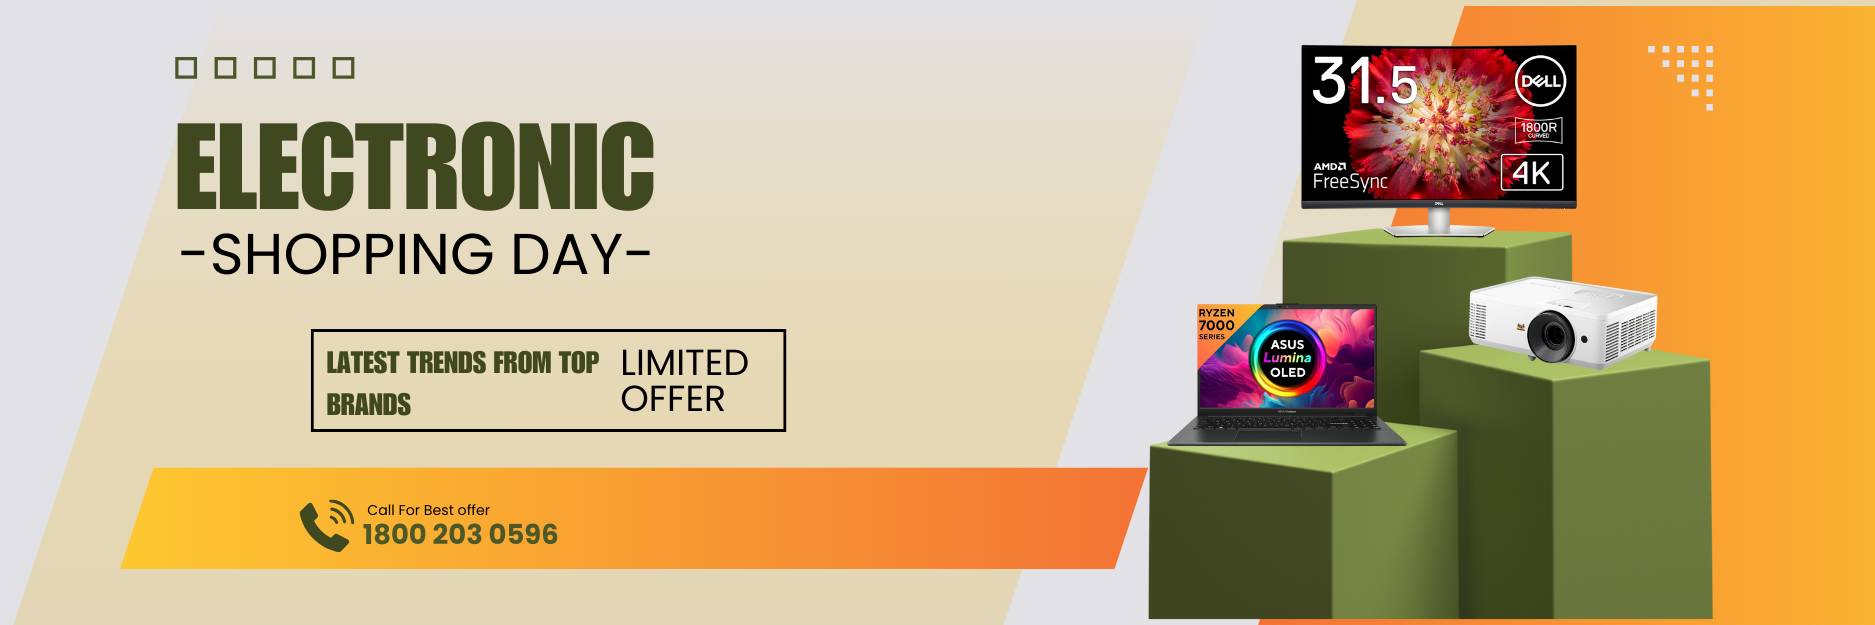 ELECTRONIC
-SHOPPING DAY-
LATEST TRENDS FROM TOP
BRANDS
LIMITED
OFFER
Call For Best offer
1800 203 0596
31.5
DELL
1800R
CURVED
AMD
FreeSync
4K
DELL
RYZEN
7000
SERIES
ASUS
Lumina
OLED